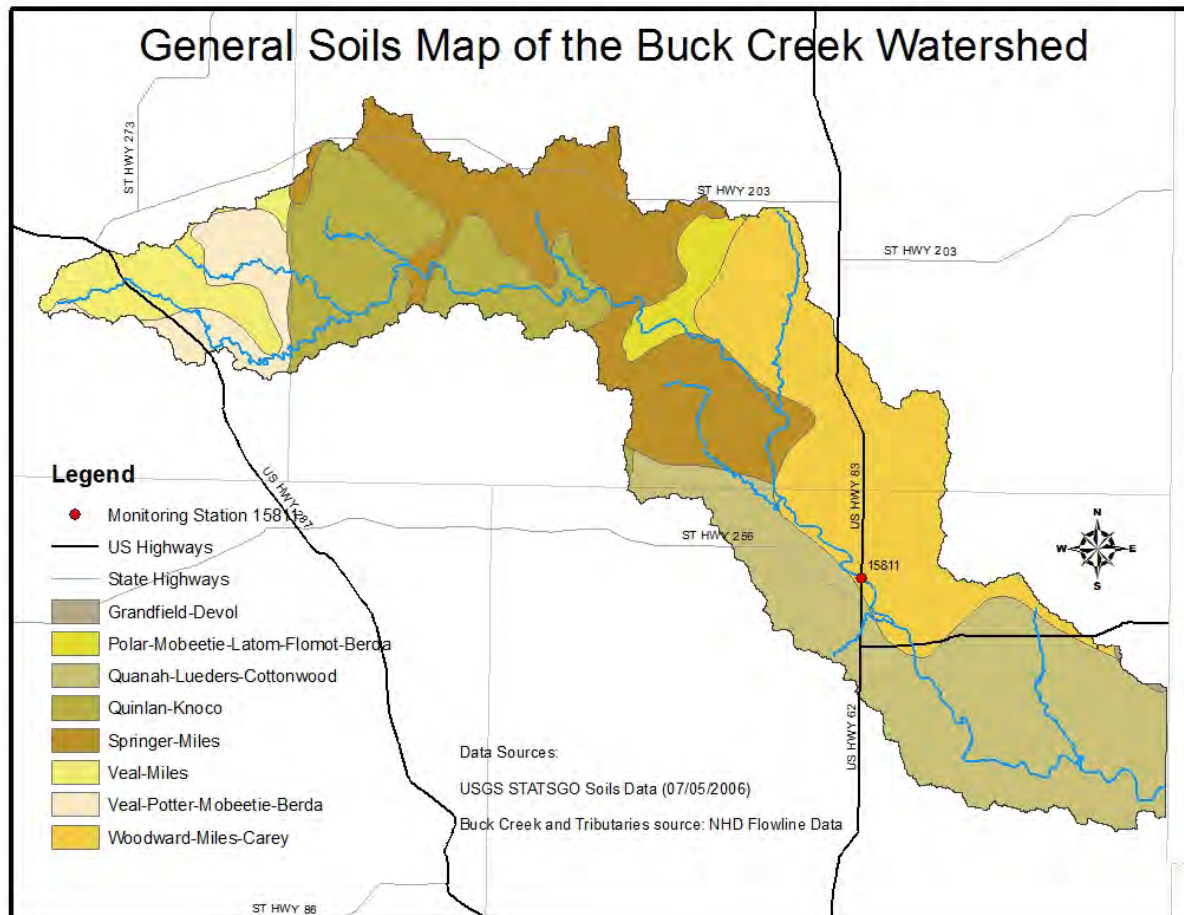 General Soils Map of the Buck Creek Watershed
ST HWY 273
ST HWY 203
ST HWY 203
US HWY 287
US HWY 83
ST HWY 256
15811
US HWY 62
ST HWY 86
N
W
E
S
Legend
Monitoring Station 15811
US Highways
State Highways
Grandfield-Devol
Polar-Mobeetie-Latom-Flomot-Berda
Quanah-Lueders-Cottonwood
Quinlan-Knoco
Springer-Miles
Veal-Miles
Veal-Potter-Mobeetie-Berda
Woodward-Miles-Carey
Data Sources:
USGS STATSGO Soils Data (07/05/2006)
Buck Creek and Tributaries source: NHD Flowline Data